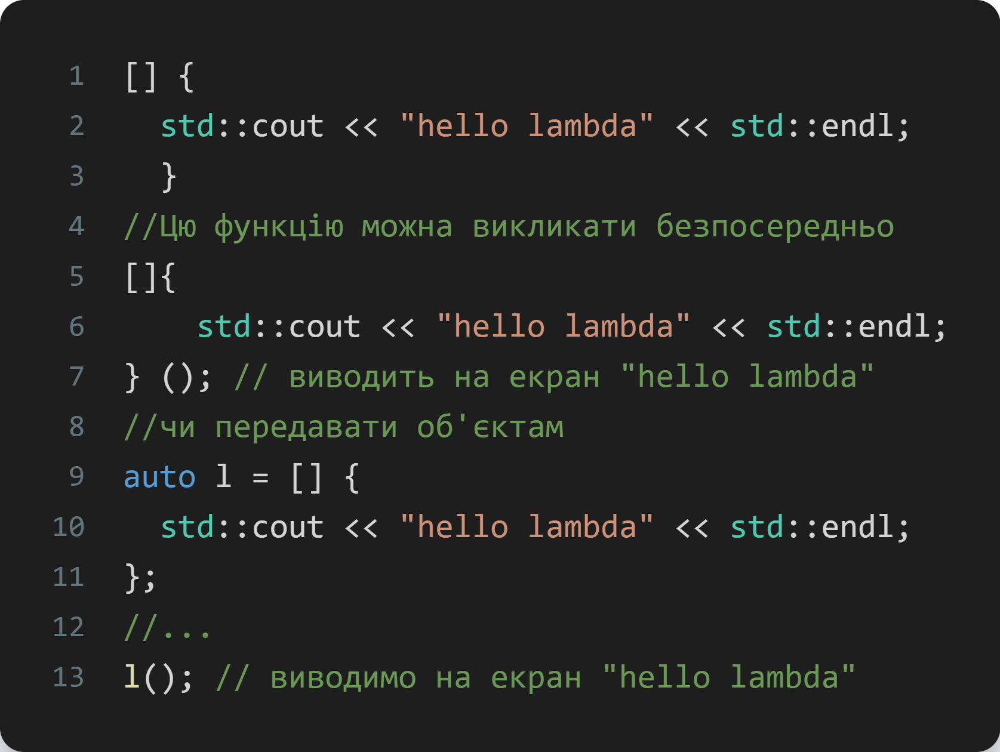 1 [] {
2   std::cout << "hello lambda" << std::endl;
3   }
4 //Цю функцію можна викликати безпосередньо
5 []{
6     std::cout << "hello lambda" << std::endl;
7 } (); // виводить на екран "hello lambda"
8 //чи передавати об'єктам
9 auto l = [] {
10   std::cout << "hello lambda" << std::endl;
11 };
12 //...
13 l(); // виводимо на екран "hello lambda"